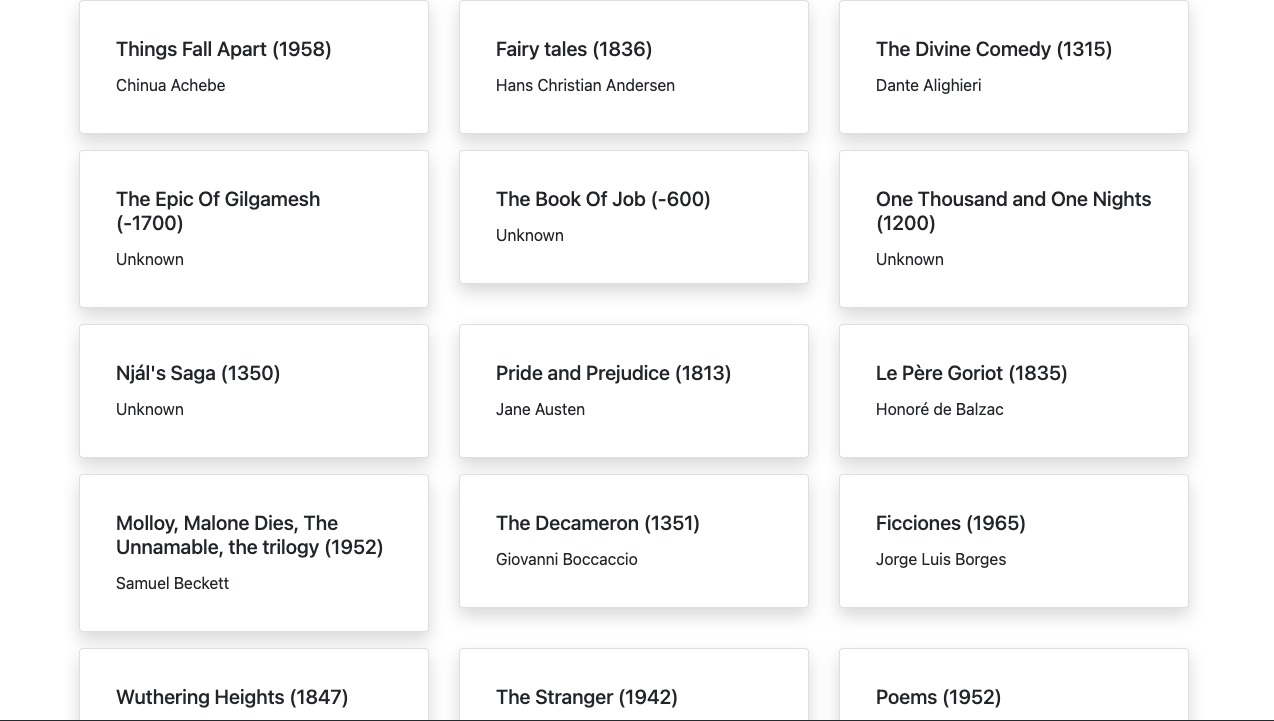 Things Fall Apart (1958)
Chinua Achebe
Fairy tales (1836)
Hans Christian Andersen
The Divine Comedy (1315)
Dante Alighieri
The Epic Of Gilgamesh
(-1700)
Unknown
The Book Of Job (-600)
Unknown
One Thousand and One Nights
(1200)
Unknown
Njál's Saga (1350)
Unknown
Pride and Prejudice (1813)
Jane Austen
Le Père Goriot (1835)
Honoré de Balzac
Molloy, Malone Dies, The
Unnamable, the trilogy (1952)
Samuel Beckett
The Decameron (1351)
Giovanni Boccaccio
Ficciones (1965)
Jorge Luis Borges
Wuthering Heights (1847)
The Stranger (1942)
Poems (1952)